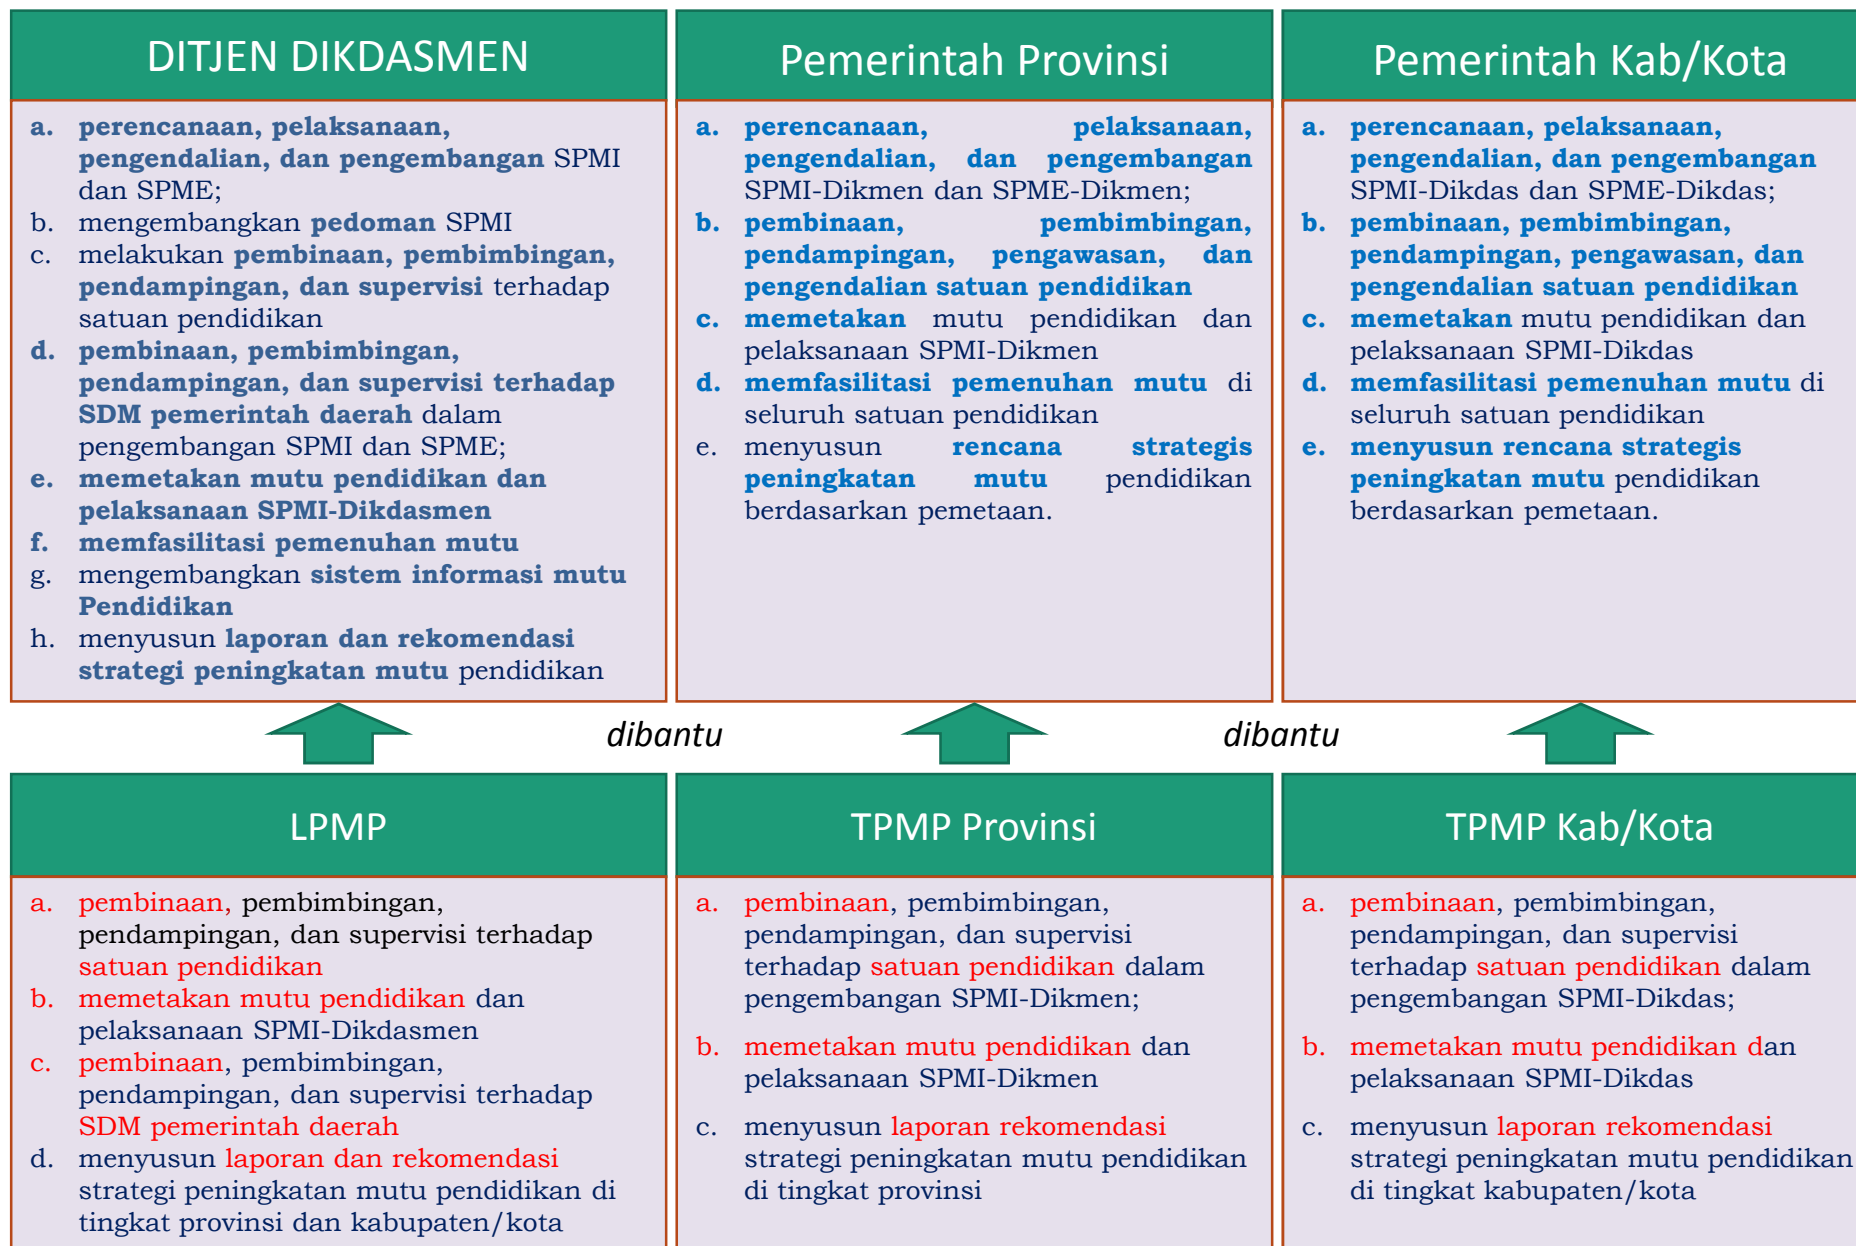 DITJEN DIKDASMEN
a. perencanaan, pelaksanaan,
pengendalian, dan pengembangan SPMI
dan SPME;
b. mengembangkan pedoman SPMI
c. melakukan pembinaan, pembimbingan,
pendampingan, dan supervisi terhadap
satuan pendidikan
d. pembinaan, pembimbingan,
pendampingan, dan supervisi terhadap
SDM pemerintah daerah dalam
pengembangan SPMI dan SPME;
e. memetakan mutu pendidikan dan
pelaksanaan SPMI-Dikdasmen
f. memfasilitasi pemenuhan mutu
g. mengembangkan sistem informasi mutu
Pendidikan
h. menyusun laporan dan rekomendasi
strategi peningkatan mutu pendidikan
Pemerintah Provinsi
a. perencanaan, pelaksanaan,
pengendalian, dan pengembangan
SPMI-Dikmen dan SPME-Dikmen;
b. pembinaan, pembimbingan,
pendampingan, pengawasan, dan
pengendalian satuan pendidikan
c. memetakan mutu pendidikan dan
pelaksanaan SPMI-Dikmen
d. memfasilitasi pemenuhan mutu di
seluruh satuan pendidikan
e. menyusun rencana strategis
peningkatan mutu pendidikan
berdasarkan pemetaan.
Pemerintah Kab/Kota
a. perencanaan, pelaksanaan,
pengendalian, dan pengembangan
SPMI-Dikdas dan SPME-Dikdas;
b. pembinaan, pembimbingan,
pendampingan, pengawasan, dan
pengendalian satuan pendidikan
c. memetakan mutu pendidikan dan
pelaksanaan SPMI-Dikdas
d. memfasilitasi pemenuhan mutu di
seluruh satuan pendidikan
e. menyusun rencana strategis
peningkatan mutu pendidikan
berdasarkan pemetaan.
dibantu
dibantu
LPMP
a. pembinaan, pembimbingan,
pendampingan, dan supervisi terhadap
satuan pendidikan
b. memetakan mutu pendidikan dan
pelaksanaan SPMI-Dikdasmen
c. pembinaan, pembimbingan,
pendampingan, dan supervisi terhadap
SDM pemerintah daerah
d. menyusun laporan dan rekomendasi
strategi peningkatan mutu pendidikan di
tingkat provinsi dan kabupaten/kota
TPMP Provinsi
a. pembinaan, pembimbingan,
pendampingan, dan supervisi
terhadap satuan pendidikan dalam
pengembangan SPMI-Dikmen;
b. memetakan mutu pendidikan dan
pelaksanaan SPMI-Dikmen
c. menyusun laporan rekomendasi
strategi peningkatan mutu pendidikan
di tingkat provinsi
TPMP Kab/Kota
a. pembinaan, pembimbingan,
pendampingan, dan supervisi
terhadap satuan pendidikan dalam
pengembangan SPMI-Dikdas;
b. memetakan mutu pendidikan dan
pelaksanaan SPMI-Dikdas
c. menyusun laporan rekomendasi
strategi peningkatan mutu pendidikan
di tingkat kabupaten/kota